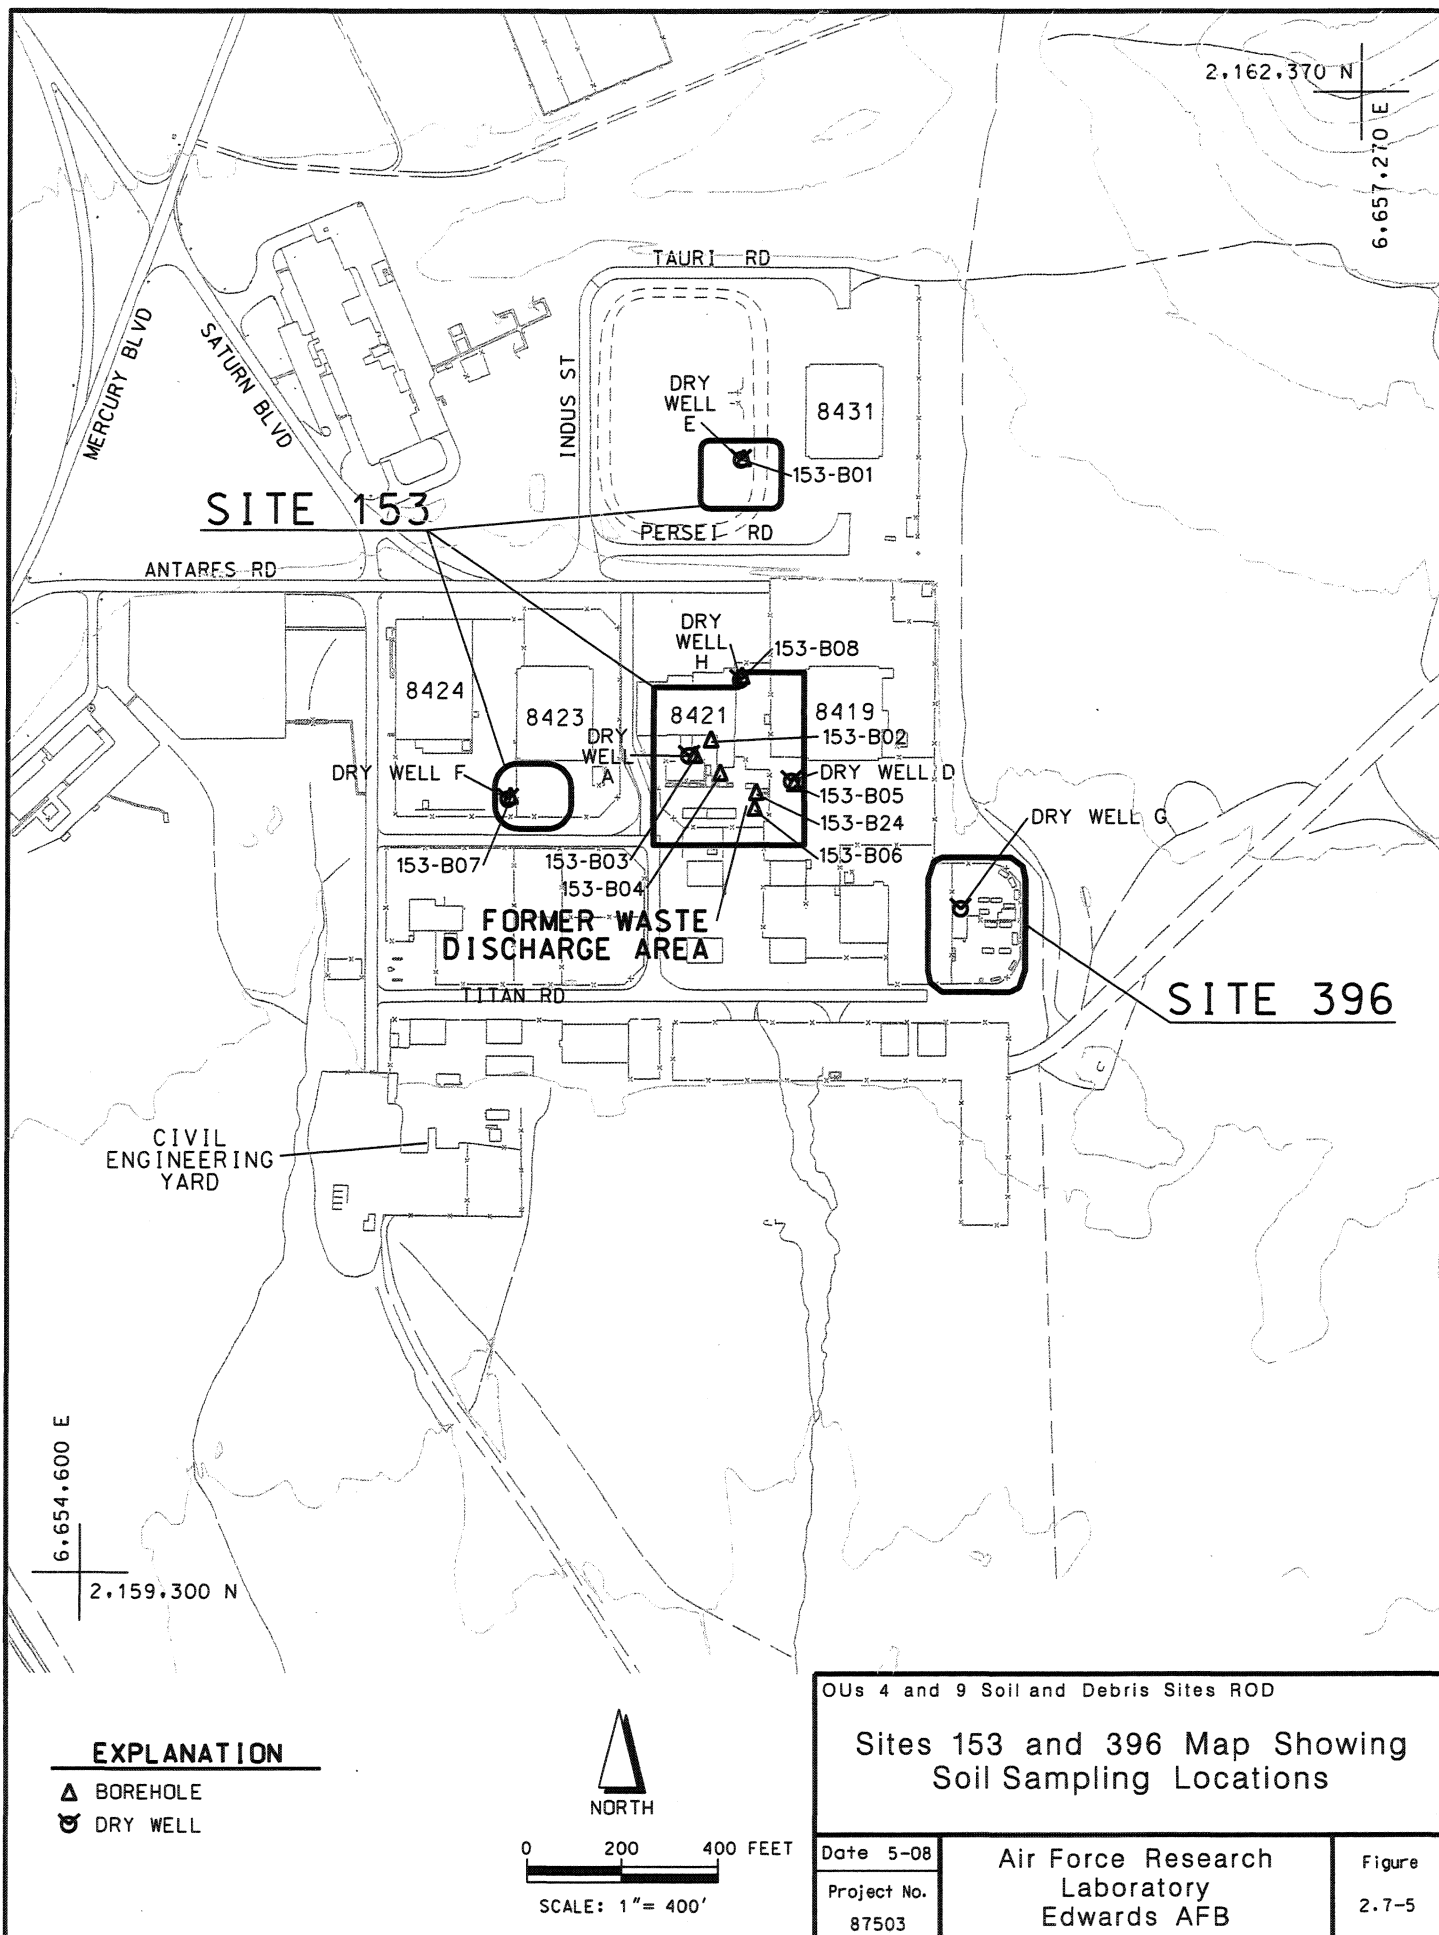 2,162,370 N
6,657,270 E
TAURI RD
MERCURY BLVD
SATURN BLVD
INDUS ST
DRY
WELL
E
8431
153-B01
SITE 153
PERSEI RD
ANTARES RD
DRY
WELL
H
153-B08
8424
8423
8421
8419
153-B02
DRY
WELL
A
DRY WELL F
DRY WELL D
153-B05
153-B24
153-B06
DRY WELL G
153-B07
153-B03
153-B04
FORMER WASTE
DISCHARGE AREA
TITAN RD
SITE 396
CIVIL
ENGINEERING
YARD
6,654,600 E
2,159,300 N
EXPLANATION
BOREHOLE
DRY WELL
NORTH
0 200 400 FEET
SCALE: 1"= 400'
OUs 4 and 9 Soil and Debris Sites ROD
Sites 153 and 396 Map Showing
Soil Sampling Locations
Date 5-08
Project No.
87503
Air Force Research
Laboratory
Edwards AFB
Figure
2.7-5